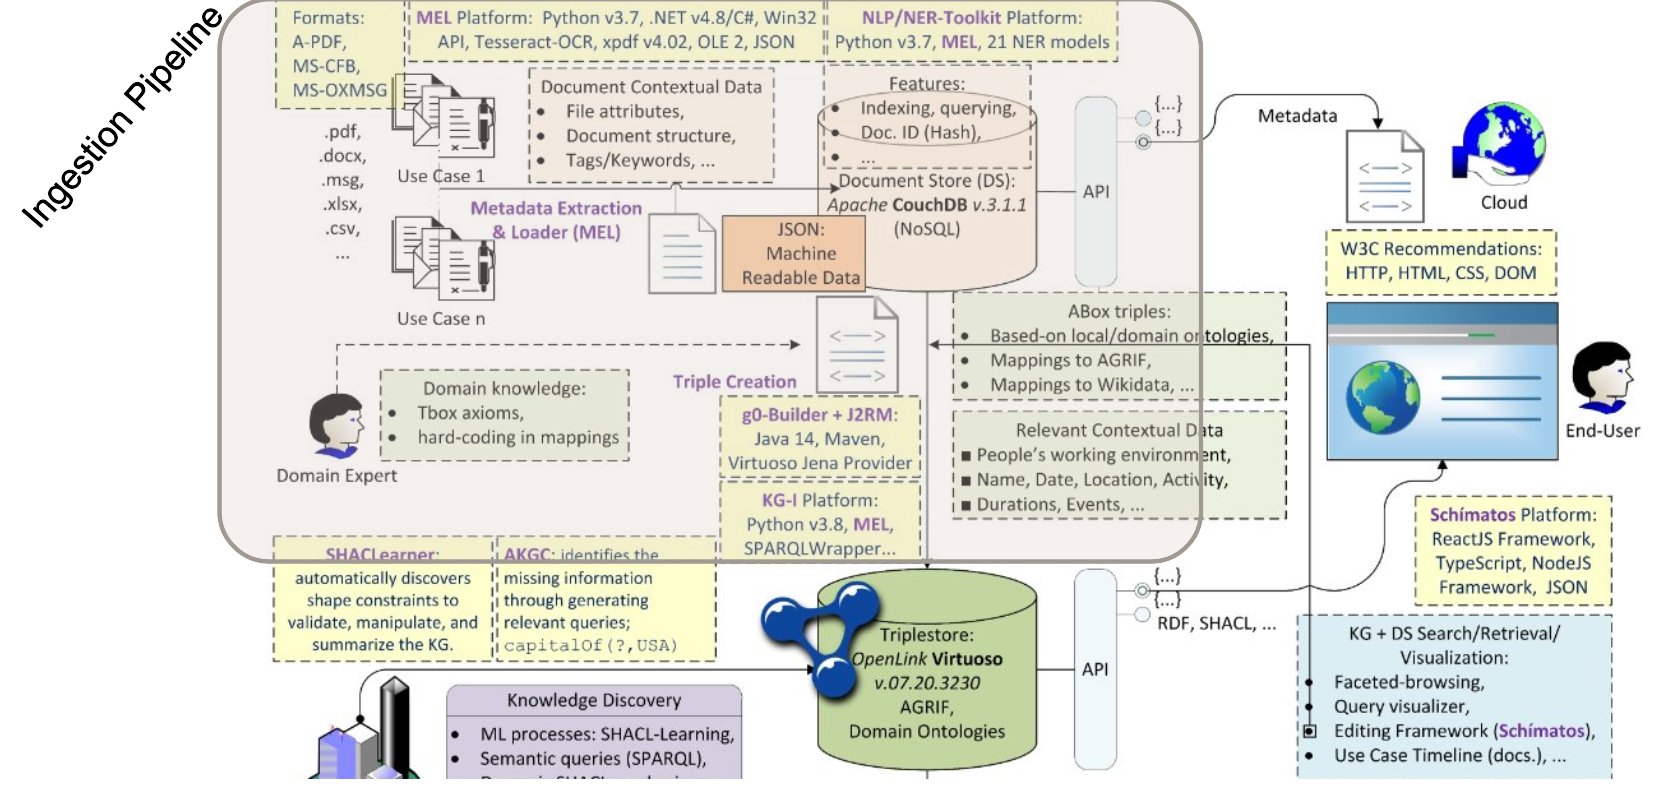 Ingestion Pipeline
Formats:
A-PDF,
MS-CFB,
MS-OXMSG
MEL Platform: Python v3.7, .NET v4.8/C#, Win32
API, Tesseract-OCR, xpdf v4.02, OLE 2, JSON
NLP/NER-Toolkit Platform:
Python v3.7, MEL, 21 NER models
.pdf,
.docx,
.msg,
.xlsx,
.csv,
...
Use Case 1
Use Case n
Document Contextual Data
• File attributes,
• Document structure,
• Tags/Keywords, ...
Metadata Extraction
& Loader (MEL)
JSON:
Machine
Readable Data
Features:
• Indexing, querying,
• Doc. ID (Hash),
• ...
Document Store (DS):
Apache CouchDB v.3.1.1
(NoSQL)
API
{...}
{...}
Metadata
Cloud
W3C Recommendations:
HTTP, HTML, CSS, DOM
End-User
Domain Expert
Domain knowledge:
• Tbox axioms,
• hard-coding in mappings
Triple Creation
g0-Builder + J2RM:
Java 14, Maven,
Virtuoso Jena Provider
KG-I Platform:
Python v3.8, MEL,
SPARQLWrapper...
ABox triples:
• Based-on local/domain ontologies,
• Mappings to AGRIF,
• Mappings to Wikidata, ...
Relevant Contextual Data
■ People's working environment,
■ Name, Date, Location, Activity,
■ Durations, Events, ...
Schímatos Platform:
ReactJS Framework,
TypeScript, NodeJS
Framework, JSON
SHACLearner:
automatically discovers
shape constraints to
validate, manipulate, and
summarize the KG.
AKGC: identifies the
missing information
through generating
relevant queries;
capitalOf(?,USA)
Triplestore:
OpenLink Virtuoso
v.07.20.3230
AGRIF,
Domain Ontologies
API
{...}
{...}
RDF, SHACL, ...
KG + DS Search/Retrieval/
Visualization:
• Faceted-browsing,
• Query visualizer,
• Editing Framework (Schímatos),
• Use Case Timeline (docs.), ...
Knowledge Discovery
• ML processes: SHACL-Learning,
• Semantic queries (SPARQL),